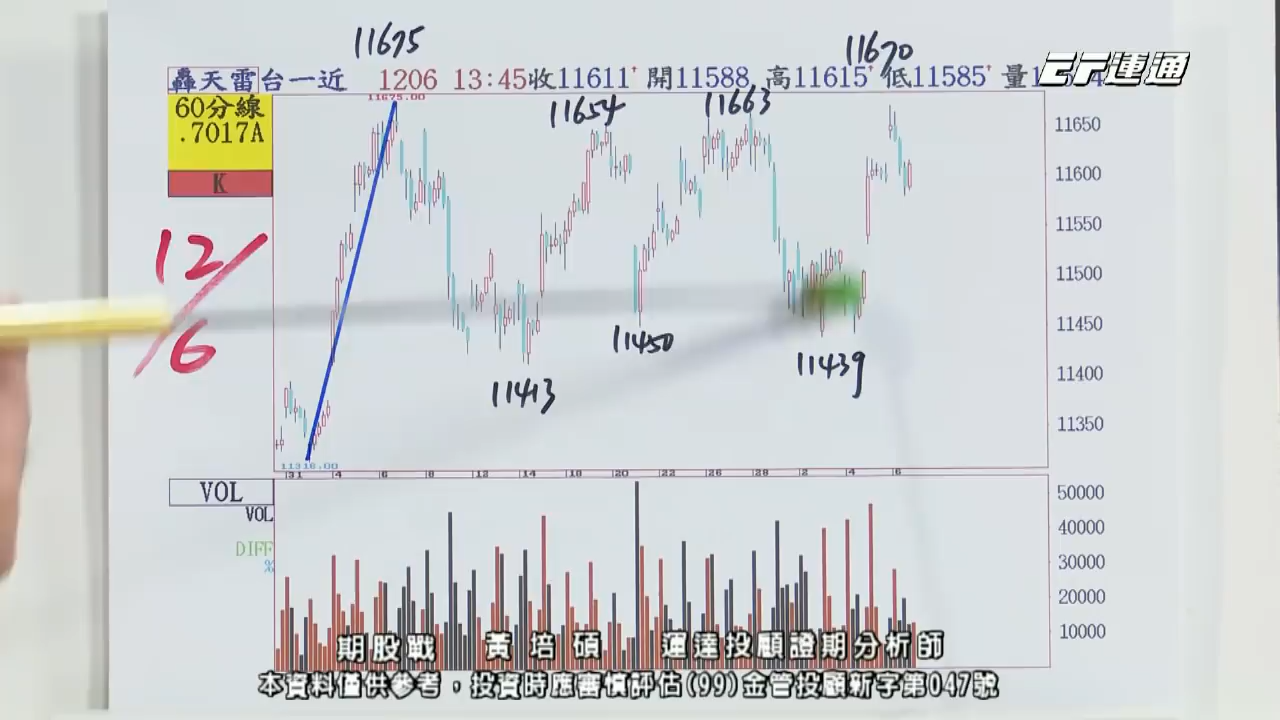 11675
11670
轟天雷台一近 1206 13:45收11611 開11588 高11615 低11585 量1
EF運通
60分線
.7017A
K
11675.00
11654
11663
11650
11600
11550
11500
11450
11400
11350
12/6
11450
11439
11413
11316.00
31 4 6 8 12 14 18 20 22 26 28 2 4 6
VOL
VOL
DIFF
%
50000
40000
30000
20000
10000
期股戰 黃培碩 運達投顧證期分析師
本資料僅供參考，投資時應審慎評估(99)金管投顧新字第047號